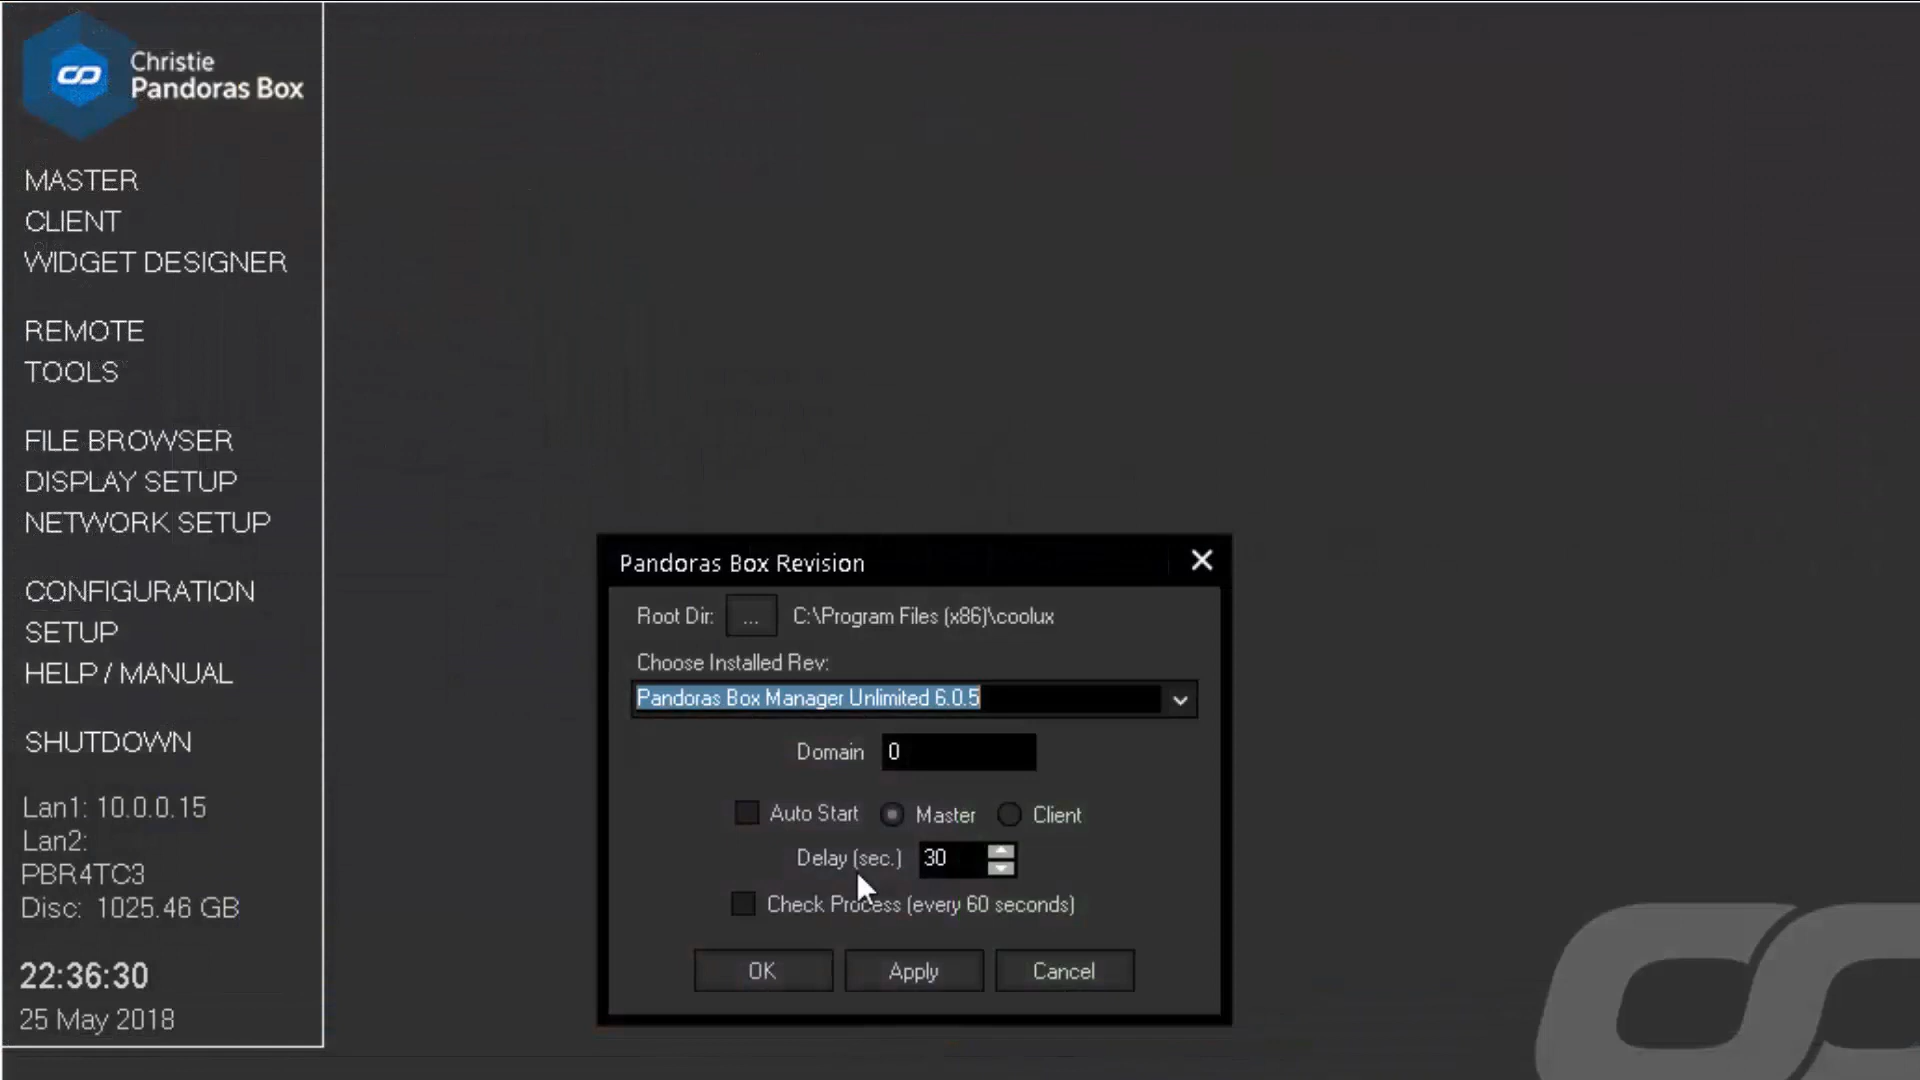 Christie
Pandoras Box
MASTER
CLIENT
WIDGET DESIGNER
REMOTE
TOOLS
FILE BROWSER
DISPLAY SETUP
NETWORK SETUP
CONFIGURATION
SETUP
HELP / MANUAL
SHUTDOWN
Lan1: 10.0.0.15
Lan2:
PBR4TC3
Disc: 1025.46 GB
22:36:30
25 May 2018
Pandoras Box Revision
Root Dir: ... C:\Program Files (x86)\coolux
Choose Installed Rev:
Pandoras Box Manager Unlimited 6.0.5
Domain 0
Auto Start Master Client
Delay (sec.) 30
Check Process (every 60 seconds)
OK Apply Cancel